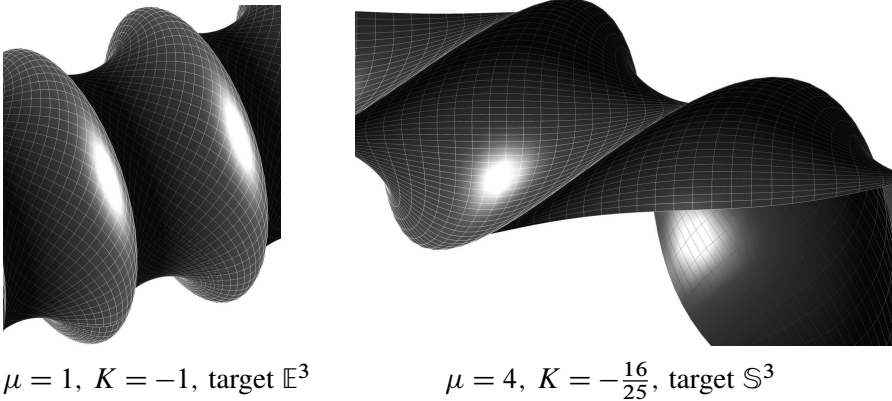 μ = 1, K = −1, target 𝔼³
μ = 4, K = −16/25, target 𝕊³